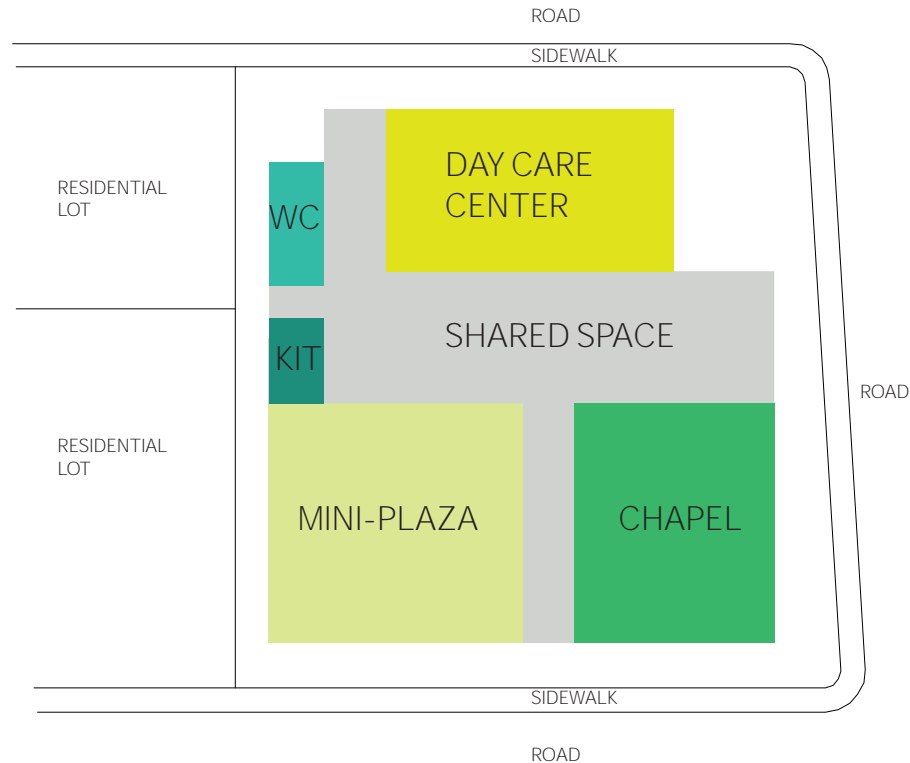 ROAD
SIDEWALK
DAY CARE
CENTER
RESIDENTIAL
LOT
WC
SHARED SPACE
KIT
ROAD
RESIDENTIAL
LOT
MINI-PLAZA
CHAPEL
SIDEWALK
ROAD